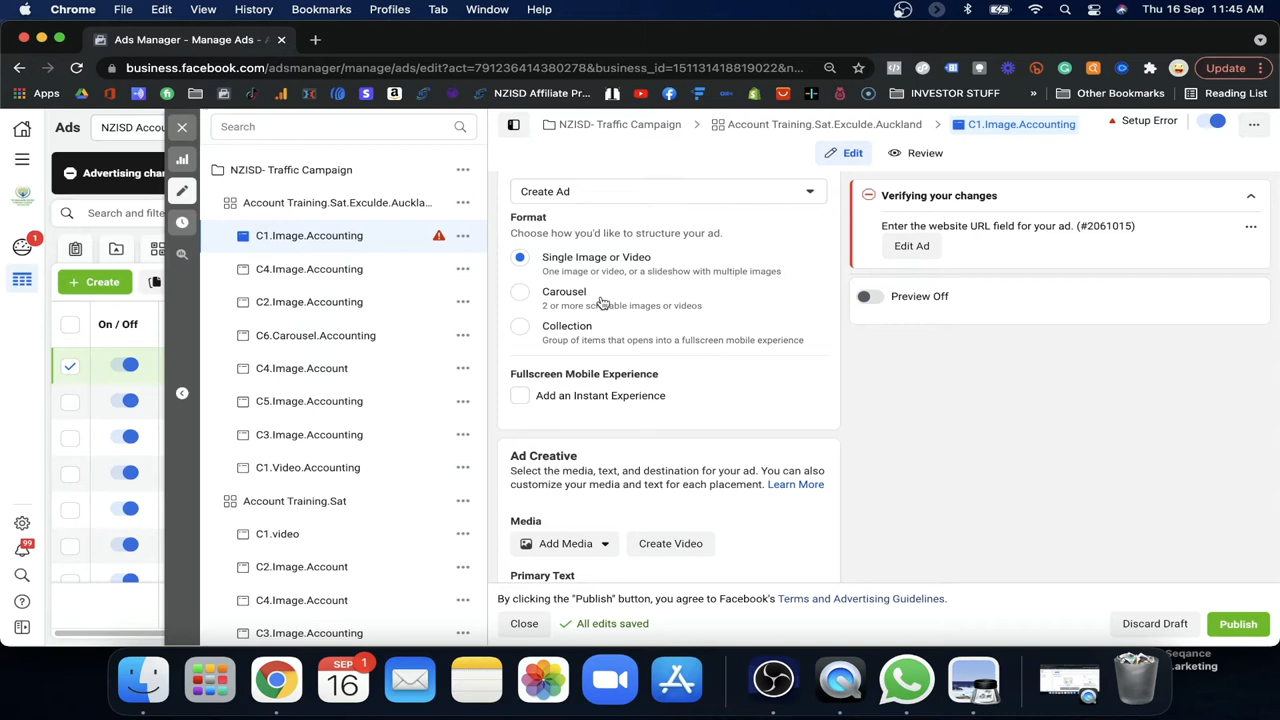 Chrome File Edit View History Bookmarks Profiles Tab Window Help Thu 16 Sep 11:45 AM
Ads Manager - Manage Ads -
business.facebook.com/adsmanager/manage/ads/edit?act=791236414380278&business_id=151131418819022&n... Update
Apps NZISD Affiliate Pr... INVESTOR STUFF » Other Bookmarks Reading List
Ads NZISD Accou
Advertising char
Search and filte
1
+ Create
On / Off
99
Search
NZISD- Traffic Campaign
Account Training.Sat.Exculde.Auckla...
C1.Image.Accounting
C4.Image.Accounting
C2.Image.Accounting
C6.Carousel.Accounting
C4.Image.Account
C5.Image.Accounting
C3.Image.Accounting
C1.Video.Accounting
Account Training.Sat
C1.video
C2.Image.Account
C4.Image.Account
C3.Image.Accounting
NZISD- Traffic Campaign > Account Training.Sat.Exculde.Auckland > C1.Image.Accounting Setup Error
Edit Review
Create Ad
Format
Choose how you'd like to structure your ad.
Single Image or Video
One image or video, or a slideshow with multiple images
Carousel
2 or more scrollable images or videos
Collection
Group of items that opens into a fullscreen mobile experience
Fullscreen Mobile Experience
Add an Instant Experience
Ad Creative
Select the media, text, and destination for your ad. You can also
customize your media and text for each placement. Learn More
Media
Add Media Create Video
Primary Text
Verifying your changes
Enter the website URL field for your ad. (#2061015)
Edit Ad
Preview Off
By clicking the "Publish" button, you agree to Facebook's Terms and Advertising Guidelines.
Close All edits saved Discard Draft Publish
Seqance
arketing
SEP 1
16